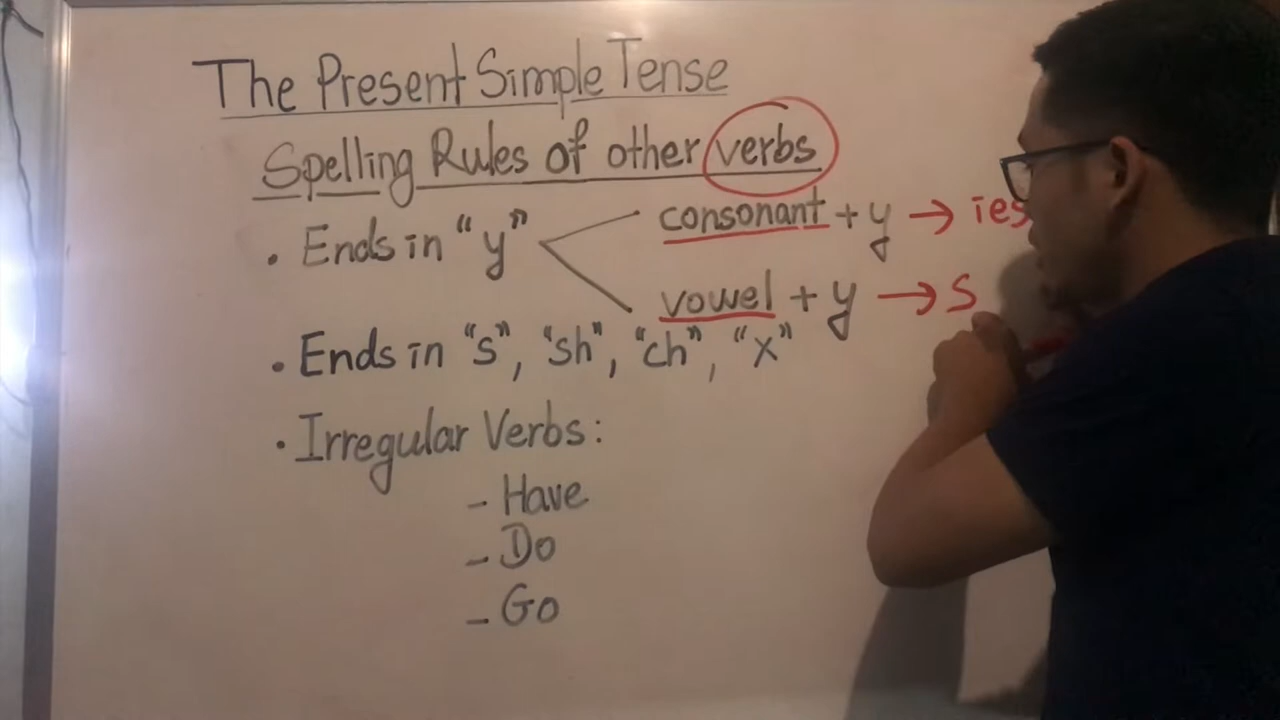 The Present Simple Tense
Spelling Rules of other verbs
• Ends in “y”
consonant + y → ies
vowel + y → s
• Ends in “s”, “sh”, “ch”, “x”
• Irregular Verbs:
- Have
- Do
- Go